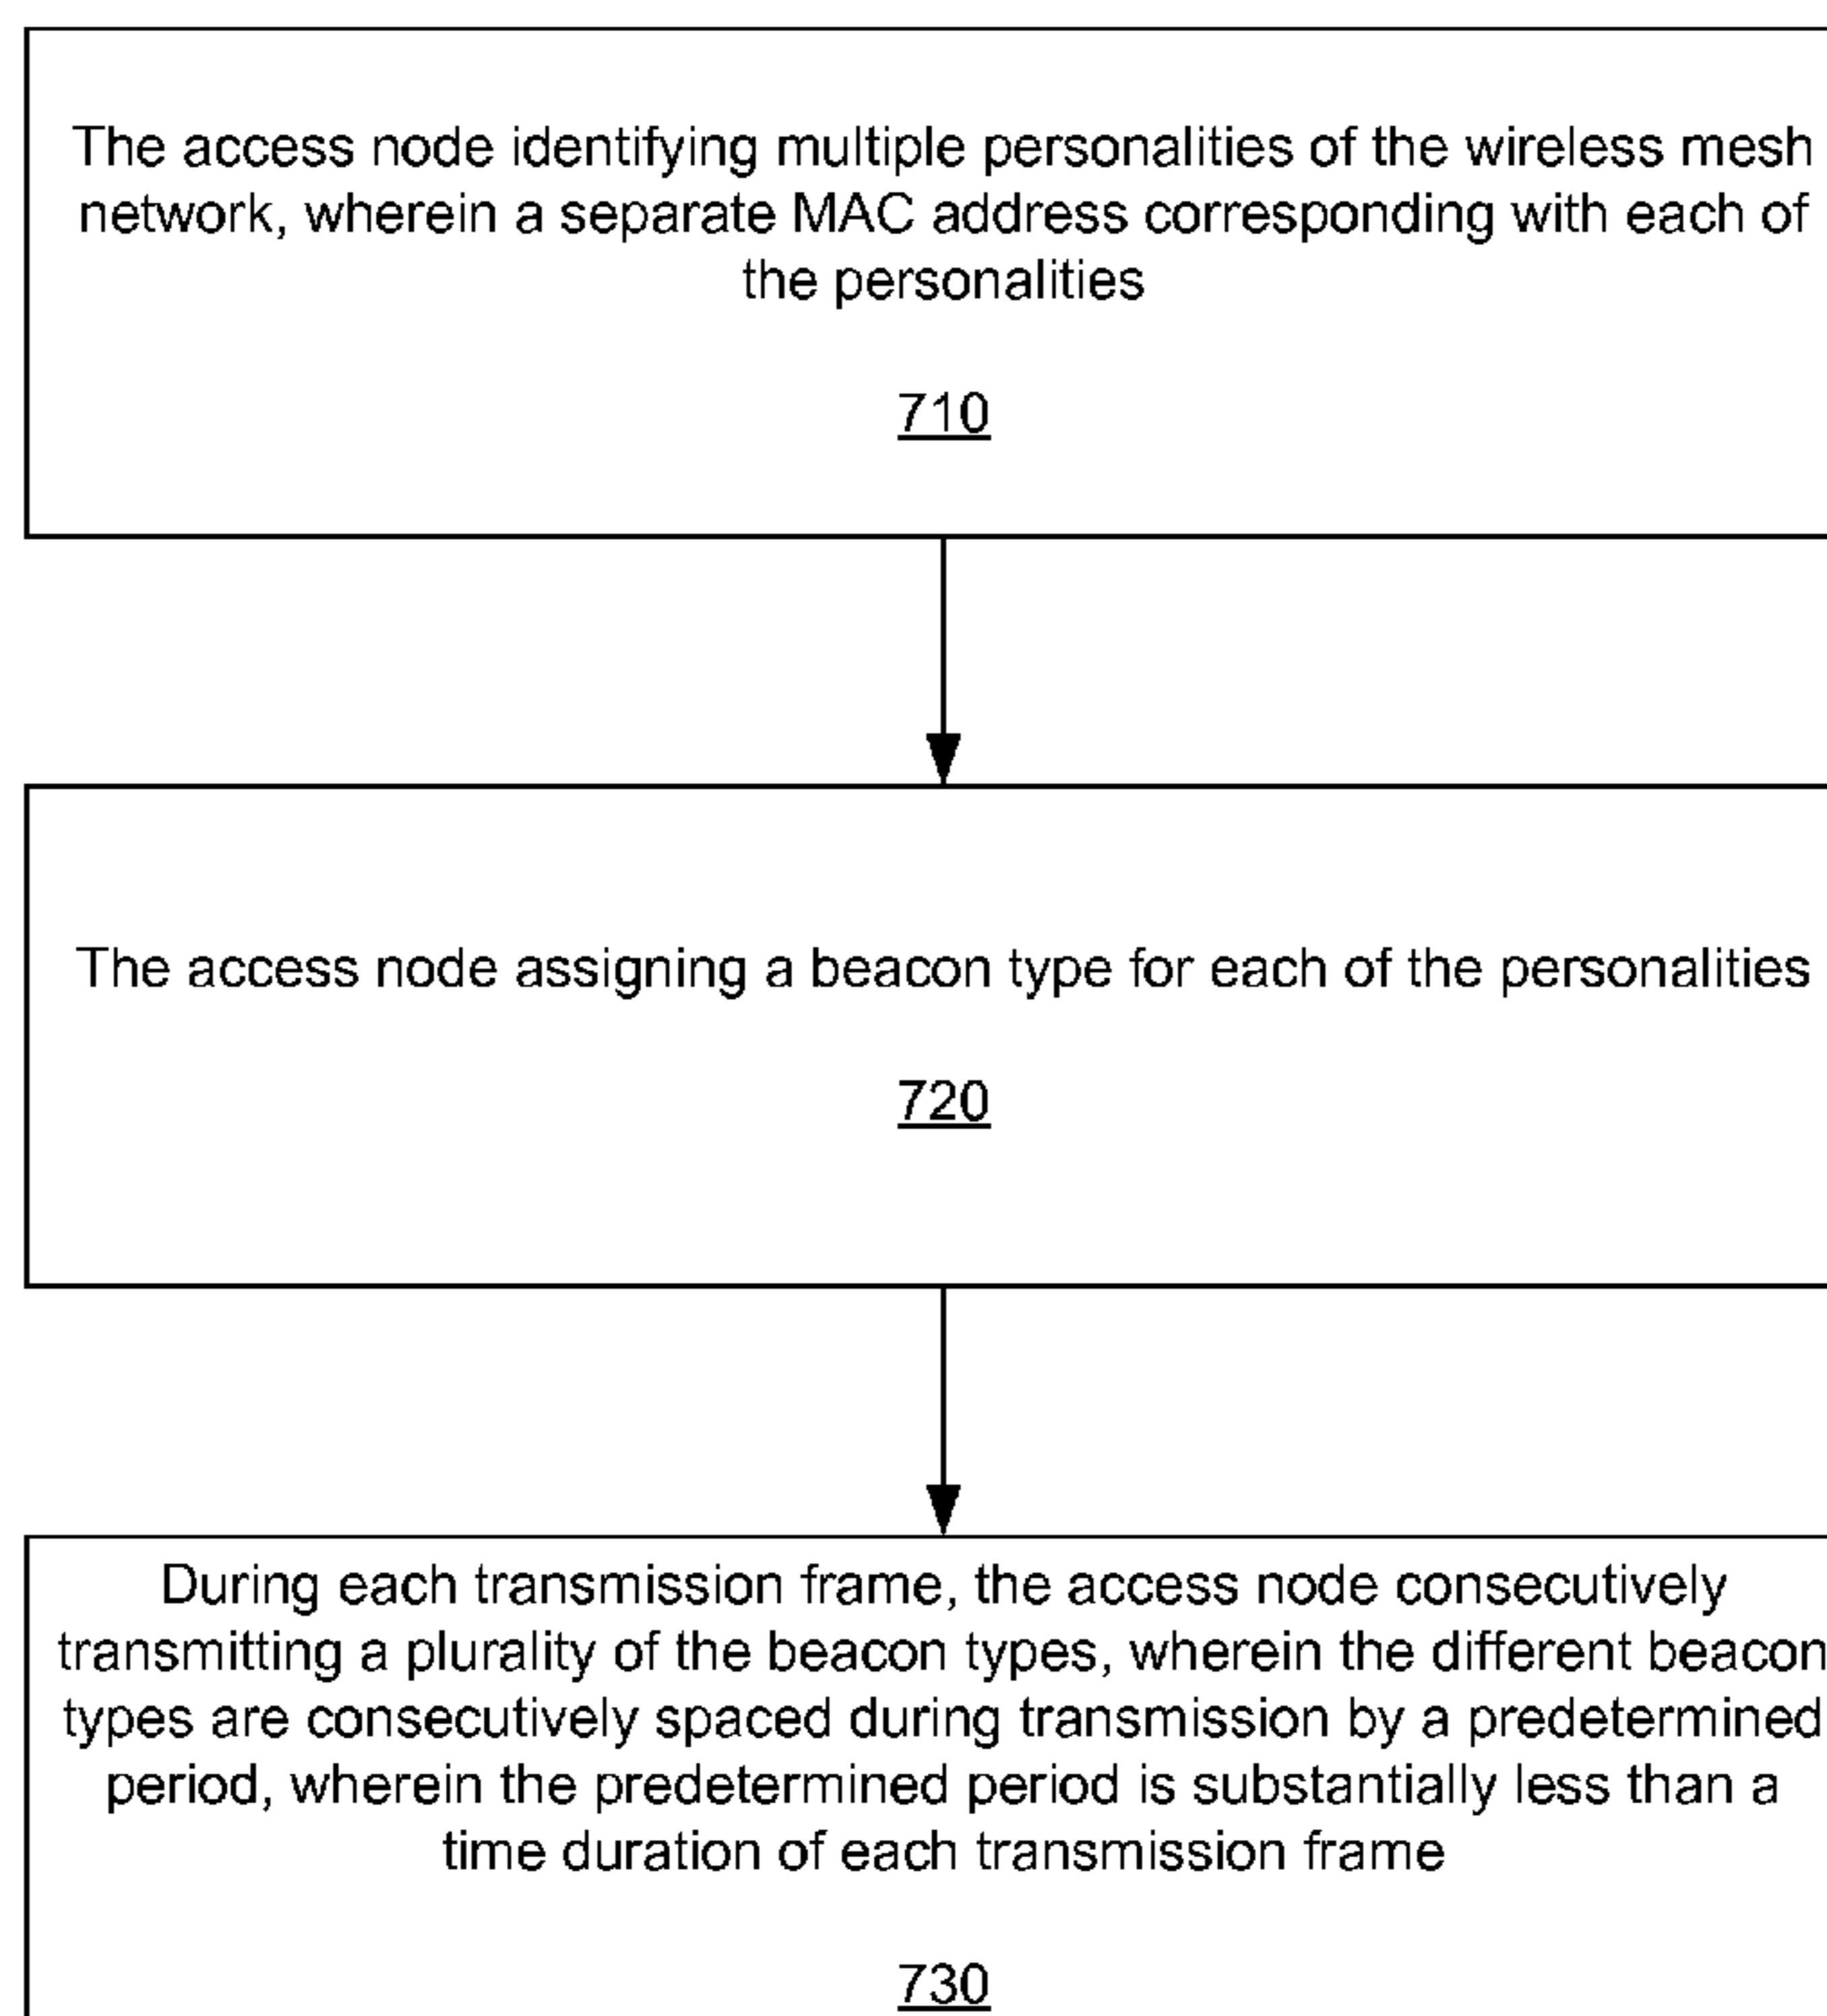 The access node identifying multiple personalities of the wireless mesh
network, wherein a separate MAC address corresponding with each of
the personalities
710
The access node assigning a beacon type for each of the personalities
720
During each transmission frame, the access node consecutively
transmitting a plurality of the beacon types, wherein the different beacon
types are consecutively spaced during transmission by a predetermined
period, wherein the predetermined period is substantially less than a
time duration of each transmission frame
730